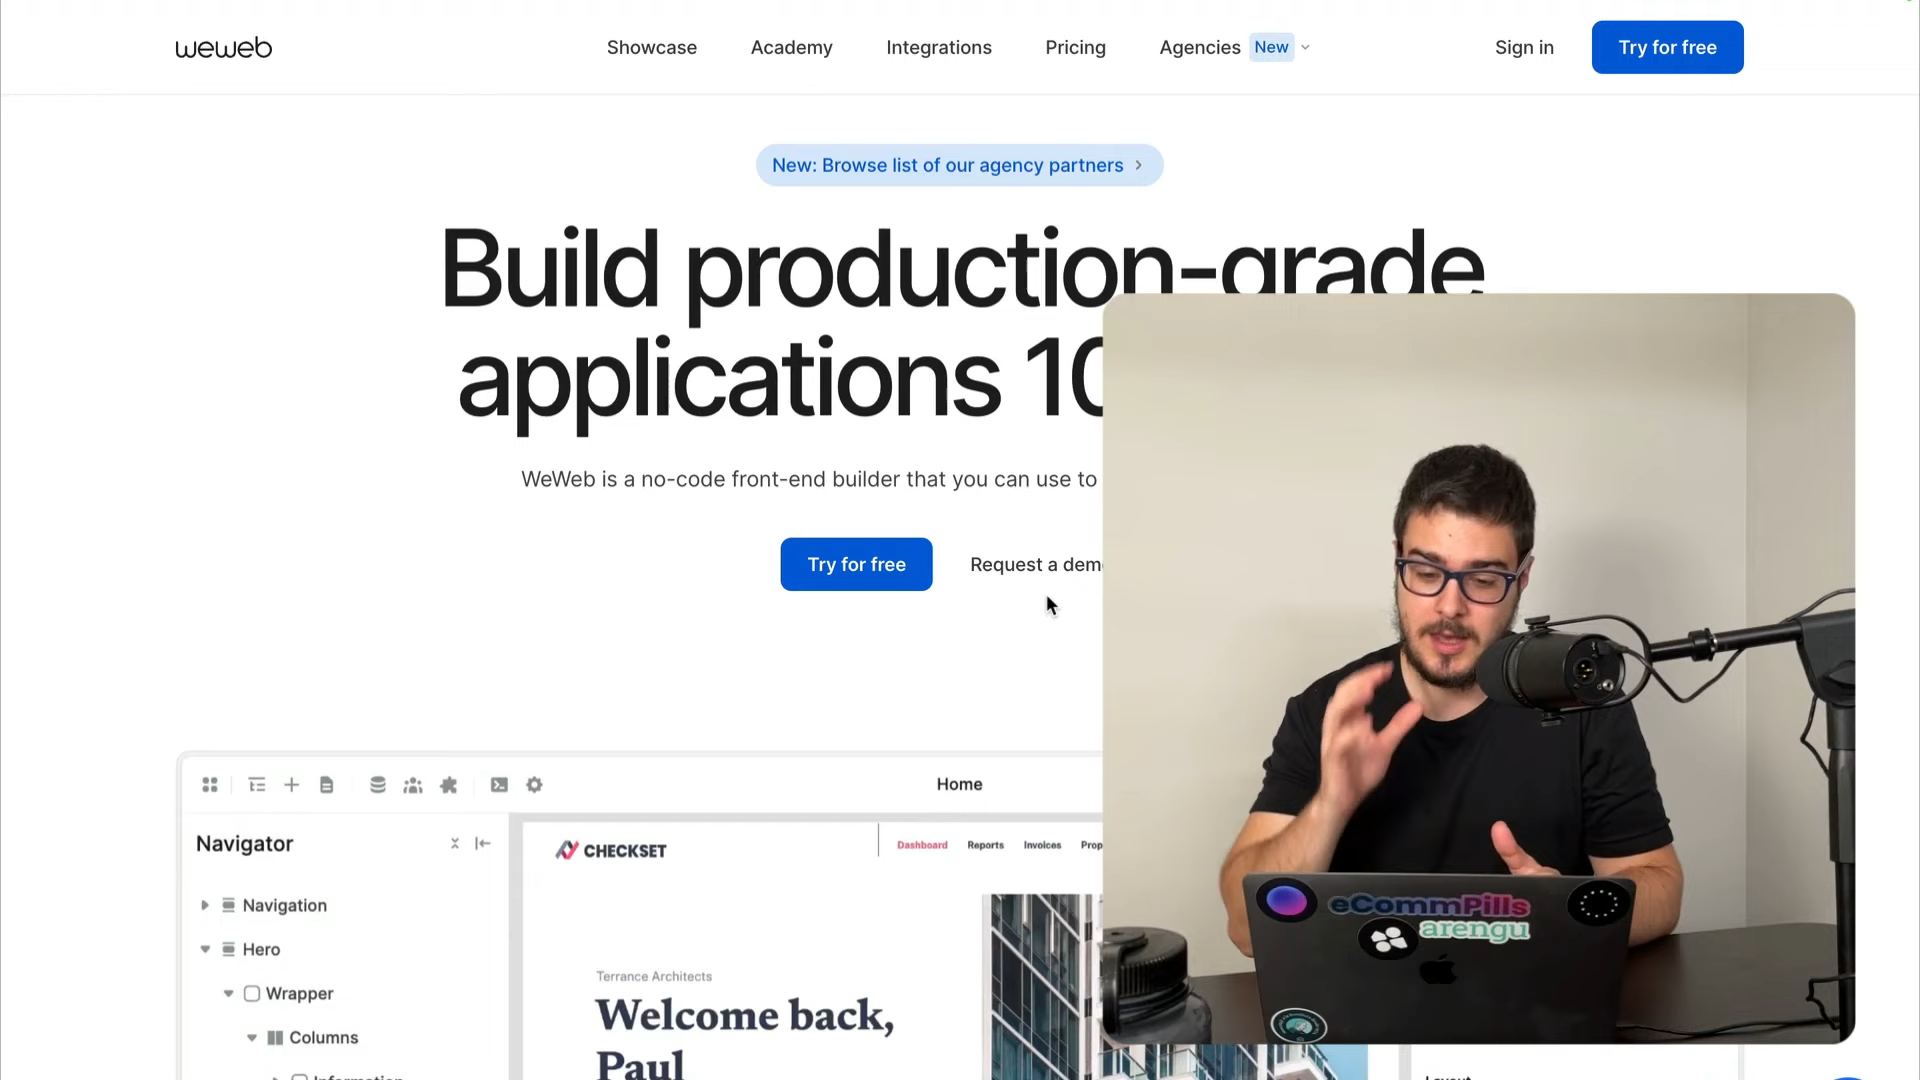 weweb
Showcase
Academy
Integrations
Pricing
Agencies
New
Sign in
Try for free
New: Browse list of our agency partners
Build production-grade
applications 10
WeWeb is a no-code front-end builder that you can use to
Try for free
Request a dem
Home
Navigator
Navigation
Hero
Wrapper
Columns
CHECKSET
Dashboard
Reports
Invoices
Prop
Terrance Architects
Welcome back,
Paul
eCommPills
arengu